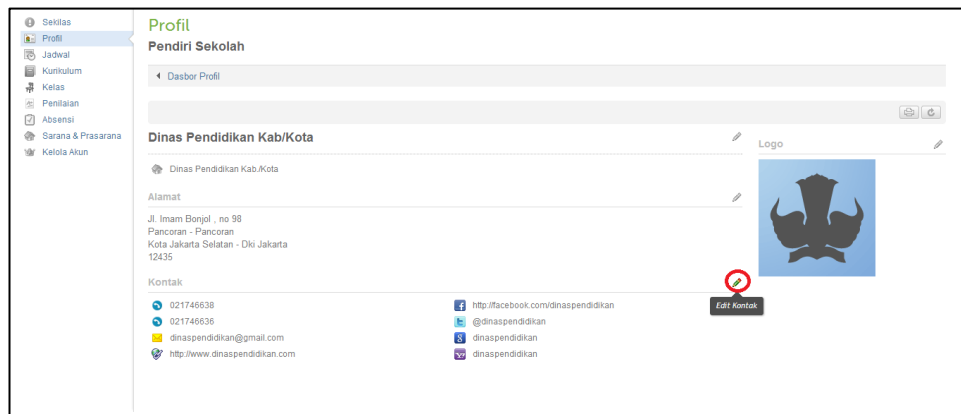 Sekilas
Profil
Jadwal
Kurikulum
Kelas
Penilaian
Absensi
Sarana & Prasarana
Kelola Akun
Profil
Pendiri Sekolah
Dasbor Profil
Dinas Pendidikan Kab/Kota
Dinas Pendidikan Kab./Kota
Alamat
Jl. Imam Bonjol , no 98
Pancoran - Pancoran
Kota Jakarta Selatan - Dki Jakarta
12435
Kontak
021746638
021746636
dinaspendidikan@gmail.com
http://www.dinaspendidikan.com
http://facebook.com/dinaspendidikan
@dinaspendidikan
dinaspendidikan
dinaspendidikan
Edit Kontak
Logo